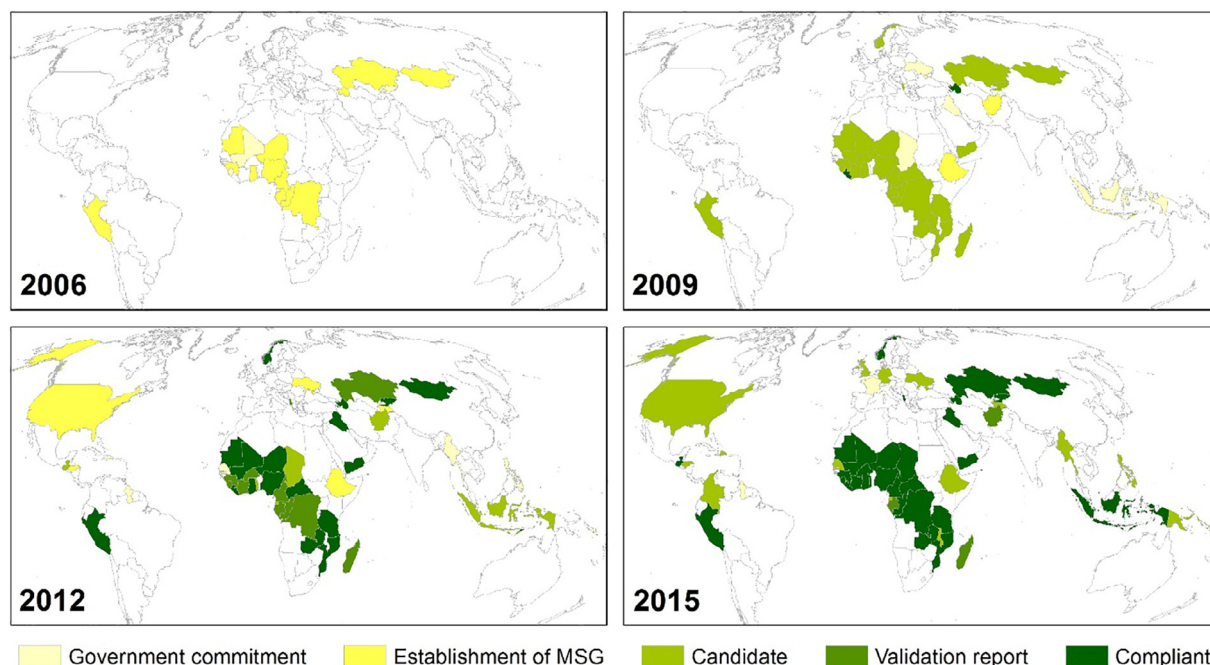 2006
2009
2012
2015
Government commitment
Establishment of MSG
Candidate
Validation report
Compliant